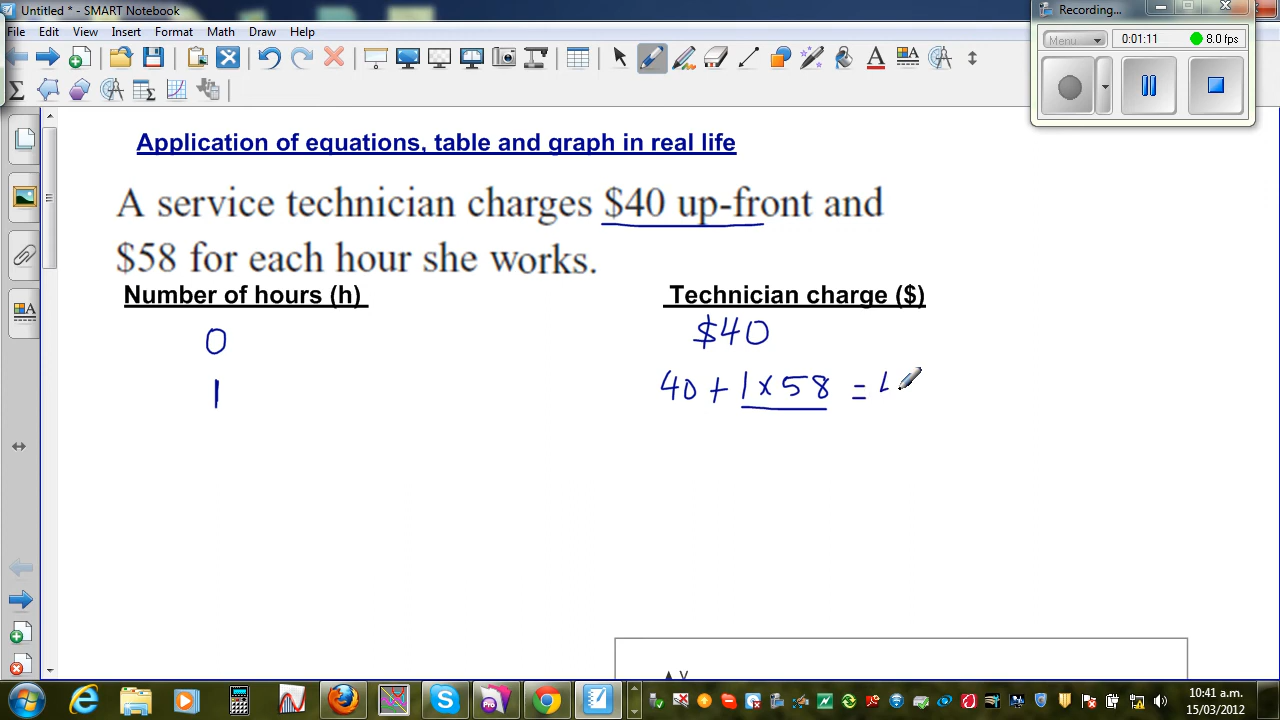 Untitled * - SMART Notebook
Recording...
File Edit View Insert Format Math Draw Help
Menu
0:01:11
8.0 fps
Application of equations, table and graph in real life
A service technician charges $40 up-front and
$58 for each hour she works.
Number of hours (h)
Technician charge ($)
0
$40
1
40 + 1 × 58 =
y
10:41 a.m.
15/03/2012